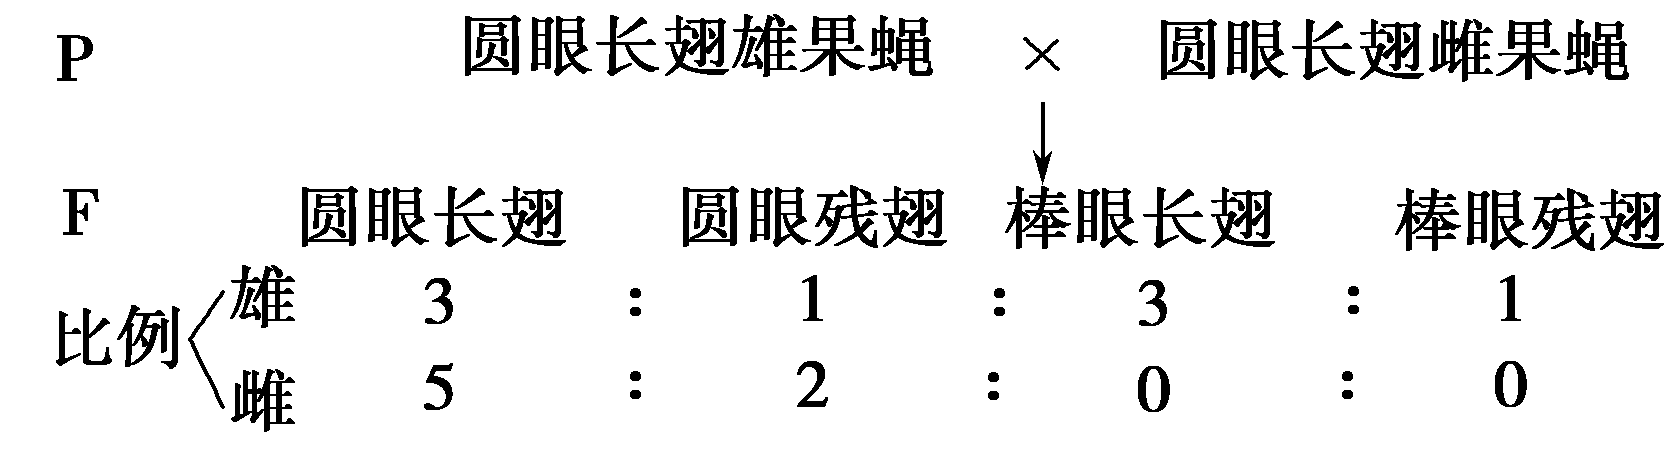 P 圆眼长翅雄果蝇 × 圆眼长翅雌果蝇
F 圆眼长翅 圆眼残翅 棒眼长翅 棒眼残翅
比例 雄 3 : 1 : 3 : 1
雌 5 : 2 : 0 : 0